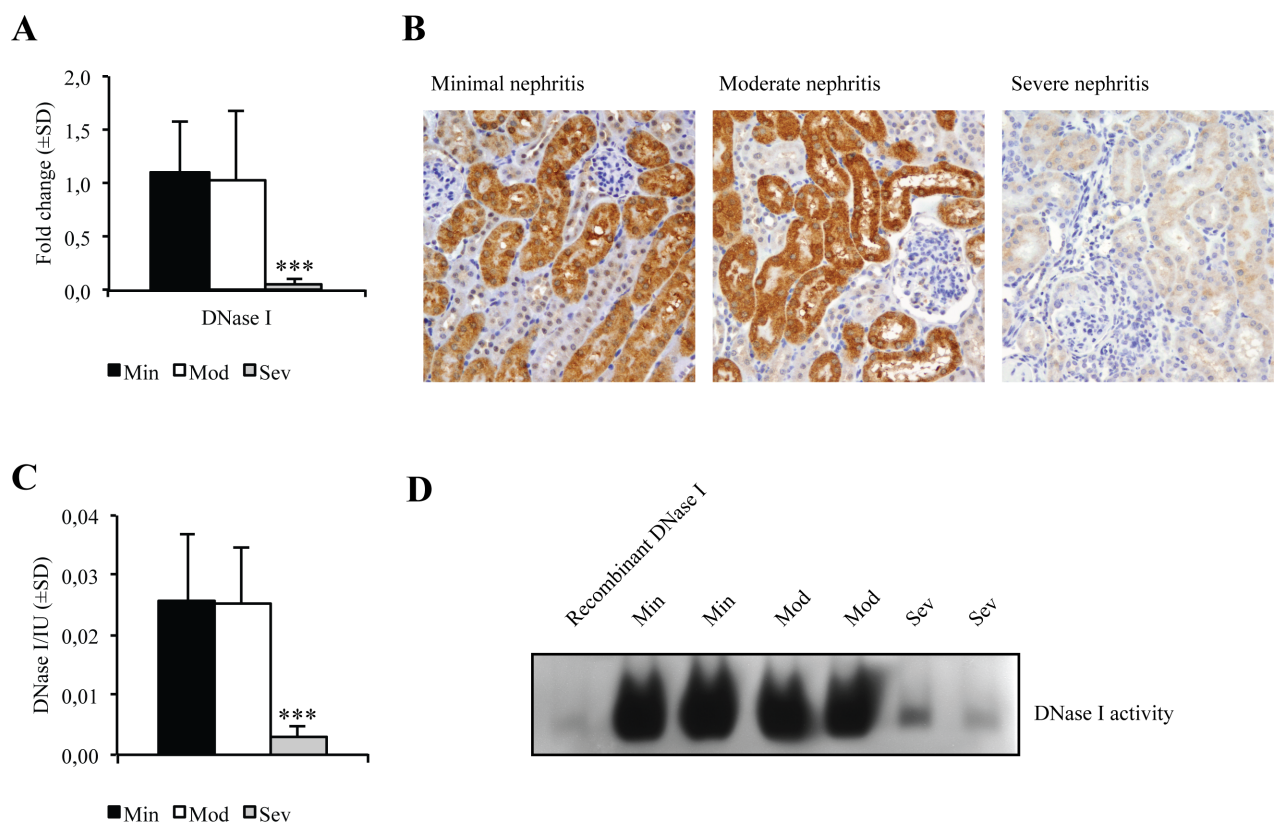 A
2,0
1,5
1,0
0,5
0,0
Fold change (±SD)
***
DNase I
Min Mod Sev
B
Minimal nephritis
Moderate nephritis
Severe nephritis
C
0,04
0,03
0,02
0,01
0,00
DNase I/IU (±SD)
***
Min Mod Sev
D
Recombinant DNase I
Min
Min
Mod
Mod
Sev
Sev
DNase I activity